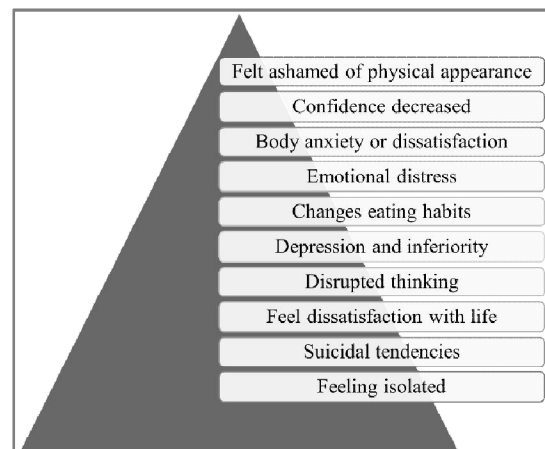 Felt ashamed of physical appearance
Confidence decreased
Body anxiety or dissatisfaction
Emotional distress
Changes eating habits
Depression and inferiority
Disrupted thinking
Feel dissatisfaction with life
Suicidal tendencies
Feeling isolated